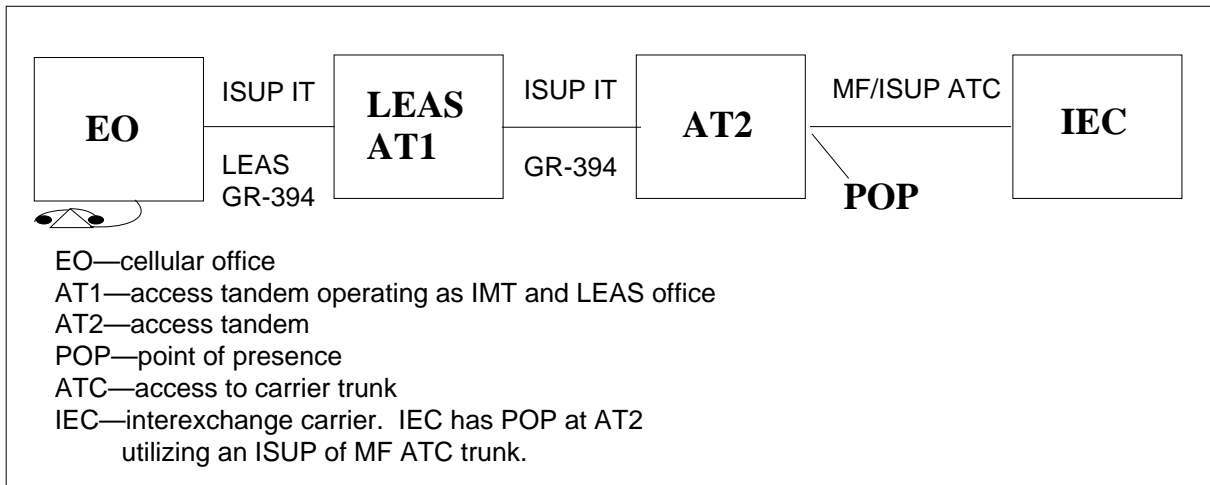 EO
ISUP IT
LEAS
GR-394
LEAS
AT1
ISUP IT
GR-394
AT2
MF/ISUP ATC
POP
IEC
EO—cellular office
AT1—access tandem operating as IMT and LEAS office
AT2—access tandem
POP—point of presence
ATC—access to carrier trunk
IEC—interexchange carrier.  IEC has POP at AT2
utilizing an ISUP of MF ATC trunk.